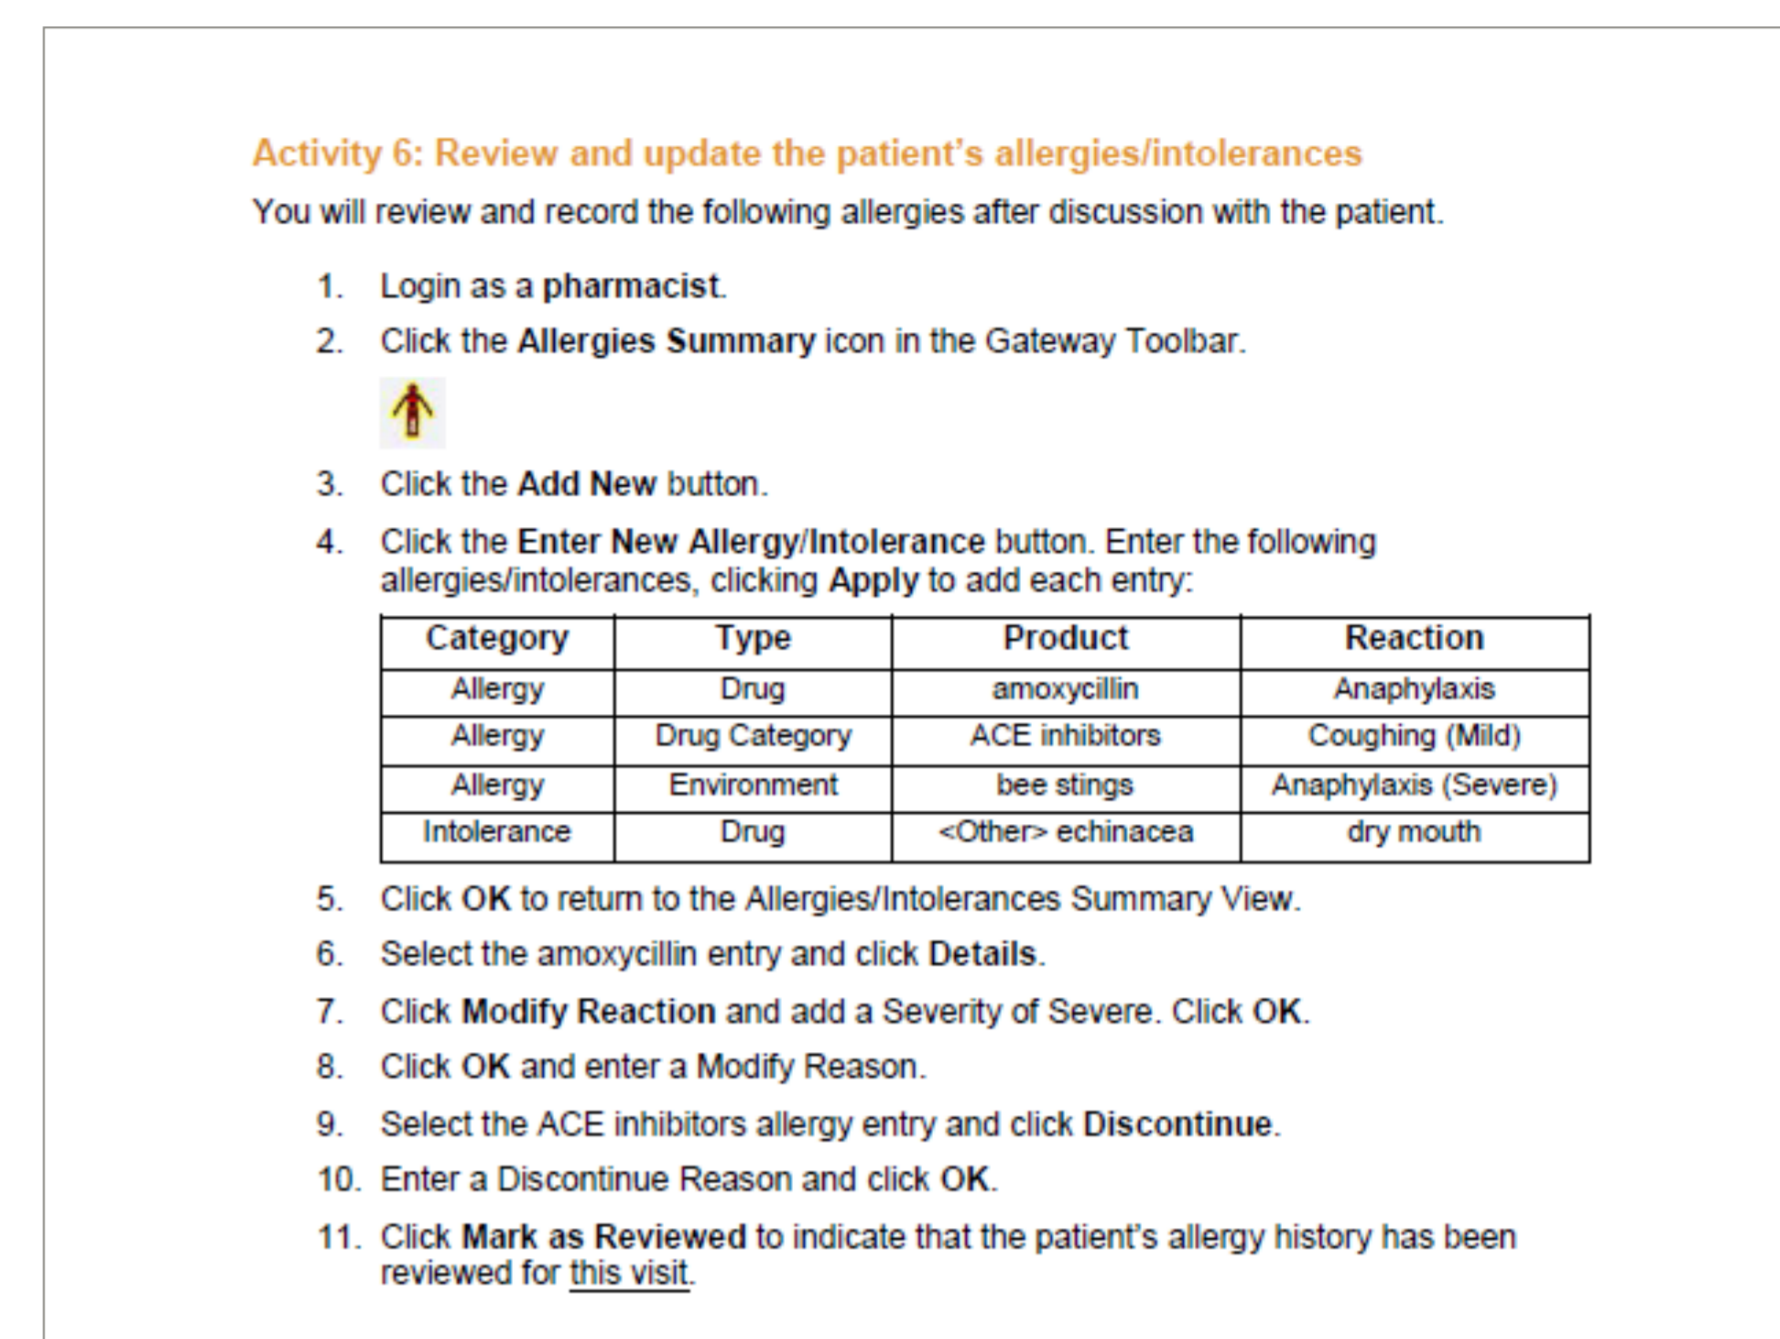 Activity 6: Review and update the patient's allergies/intolerances
You will review and record the following allergies after discussion with the patient.
1. Login as a pharmacist.
2. Click the Allergies Summary icon in the Gateway Toolbar.
3. Click the Add New button.
4. Click the Enter New Allergy/Intolerance button. Enter the following
allergies/intolerances, clicking Apply to add each entry:
Category Type Product Reaction
Allergy Drug amoxycillin Anaphylaxis
Allergy Drug Category ACE inhibitors Coughing (Mild)
Allergy Environment bee stings Anaphylaxis (Severe)
Intolerance Drug <Other> echinacea dry mouth
5. Click OK to return to the Allergies/Intolerances Summary View.
6. Select the amoxycillin entry and click Details.
7. Click Modify Reaction and add a Severity of Severe. Click OK.
8. Click OK and enter a Modify Reason.
9. Select the ACE inhibitors allergy entry and click Discontinue.
10. Enter a Discontinue Reason and click OK.
11. Click Mark as Reviewed to indicate that the patient's allergy history has been
reviewed for this visit.